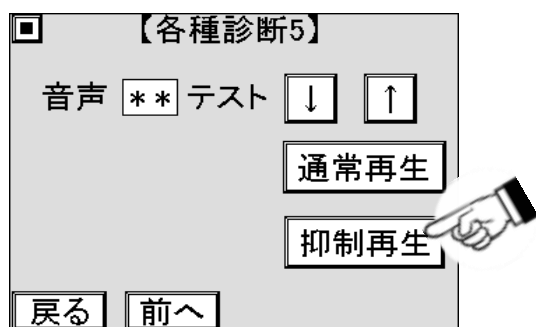 【各種診断5】
音声 ** テスト ↓ ↑
通常再生
抑制再生
戻る 前へ